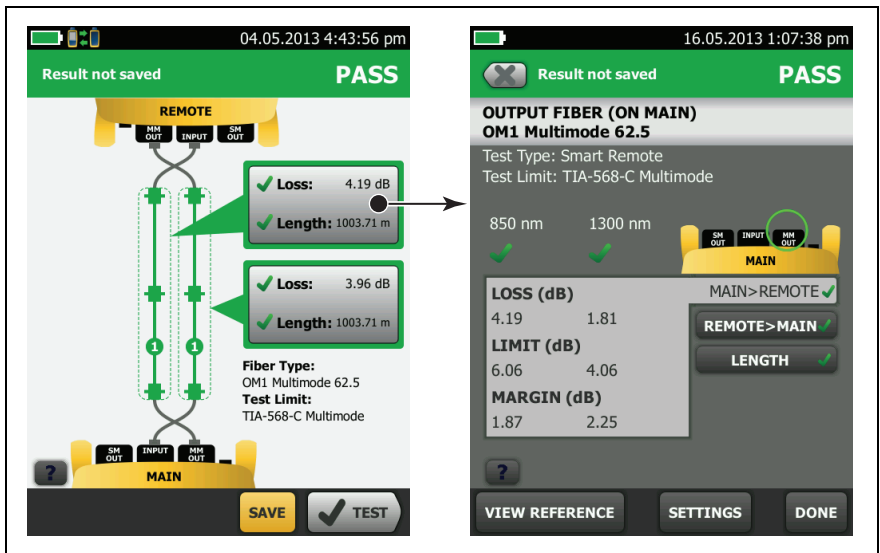 04.05.2013 4:43:56 pm
Result not saved
PASS
REMOTE
MM OUT
INPUT
SM OUT
Loss: 4.19 dB
Length: 1003.71 m
Loss: 3.96 dB
Length: 1003.71 m
1 1
Fiber Type:
OM1 Multimode 62.5
Test Limit:
TIA-568-C Multimode
SM OUT
INPUT
MM OUT
?
MAIN
SAVE
TEST
16.05.2013 1:07:38 pm
Result not saved
PASS
OUTPUT FIBER (ON MAIN)
OM1 Multimode 62.5
Test Type: Smart Remote
Test Limit: TIA-568-C Multimode
850 nm 1300 nm
SM OUT
INPUT
MM OUT
MAIN
LOSS (dB)
4.19 1.81
LIMIT (dB)
6.06 4.06
MARGIN (dB)
1.87 2.25
MAIN>REMOTE
REMOTE>MAIN
LENGTH
?
VIEW REFERENCE
SETTINGS
DONE